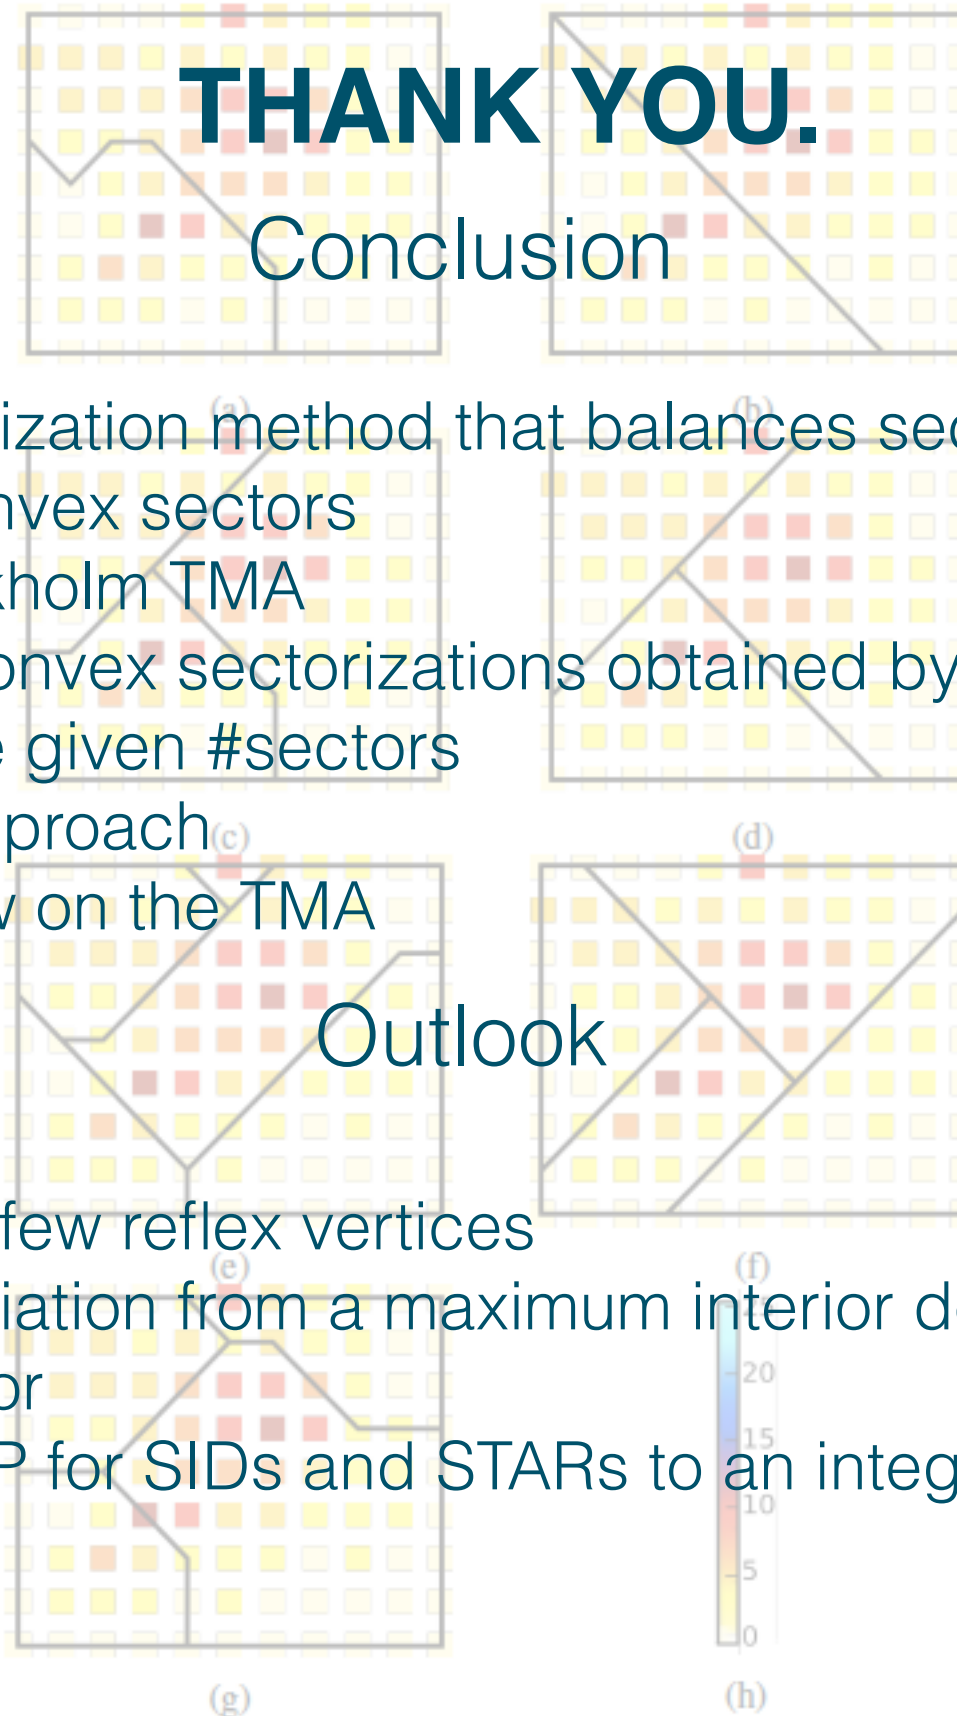 THANK YOU.
Conclusion
(a) (b)
ization method that balances sec
nvex sectors
kholm TMA
onvex sectorizations obtained by
e given #sectors
proach
(c) (d)
w on the TMA
Outlook
few reflex vertices
(e) (f)
iation from a maximum interior de
or
20
P for SIDs and STARs to an integ
15
10
5
0
(g) (h)